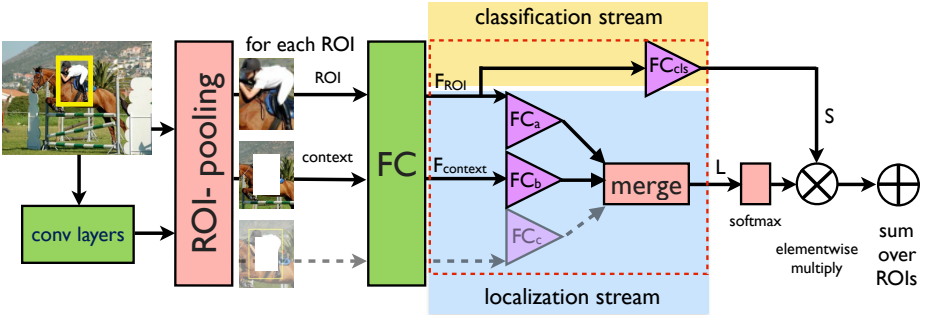 classification stream
for each ROI
ROI
FCcls
FROI
ROI- pooling
FC
FCa
S
context
Fcontext
FCb
merge
L
softmax
conv layers
FCc
elementwise
multiply
sum
over
ROIs
localization stream